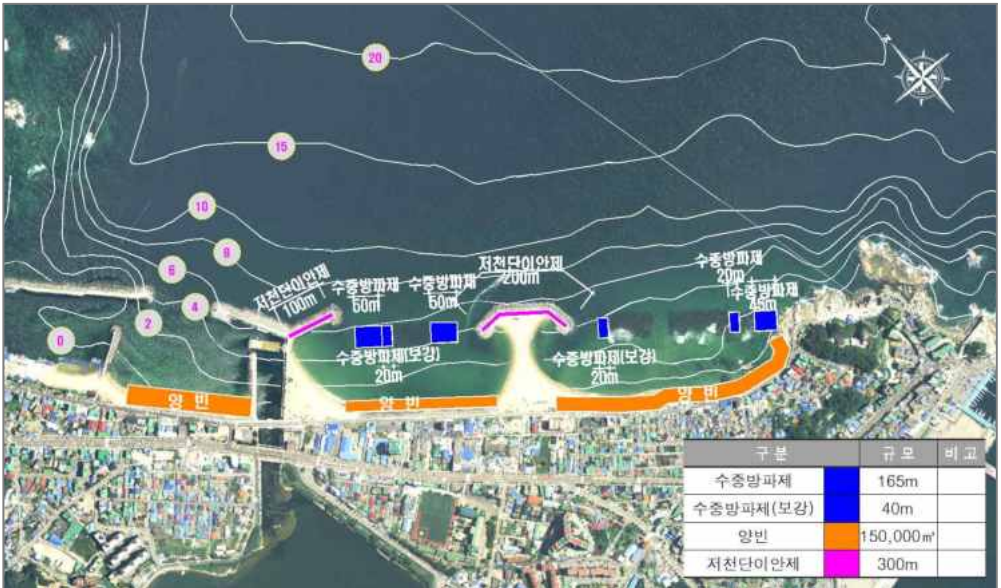 20
15
10
8
6
4
2
0
N
저천단이안제
100m
수중방파제
50m
수중방파제
50m
저천단이안제
200m
수중방파제
20m
수중방파제
45m
수중방파제(보강)
20m
수중방파제(보강)
20m
양 빈
양 빈
양 빈
구분 규모 비고
수중방파제 165m
수중방파제(보강) 40m
양빈 150,000㎥
저천단이안제 300m